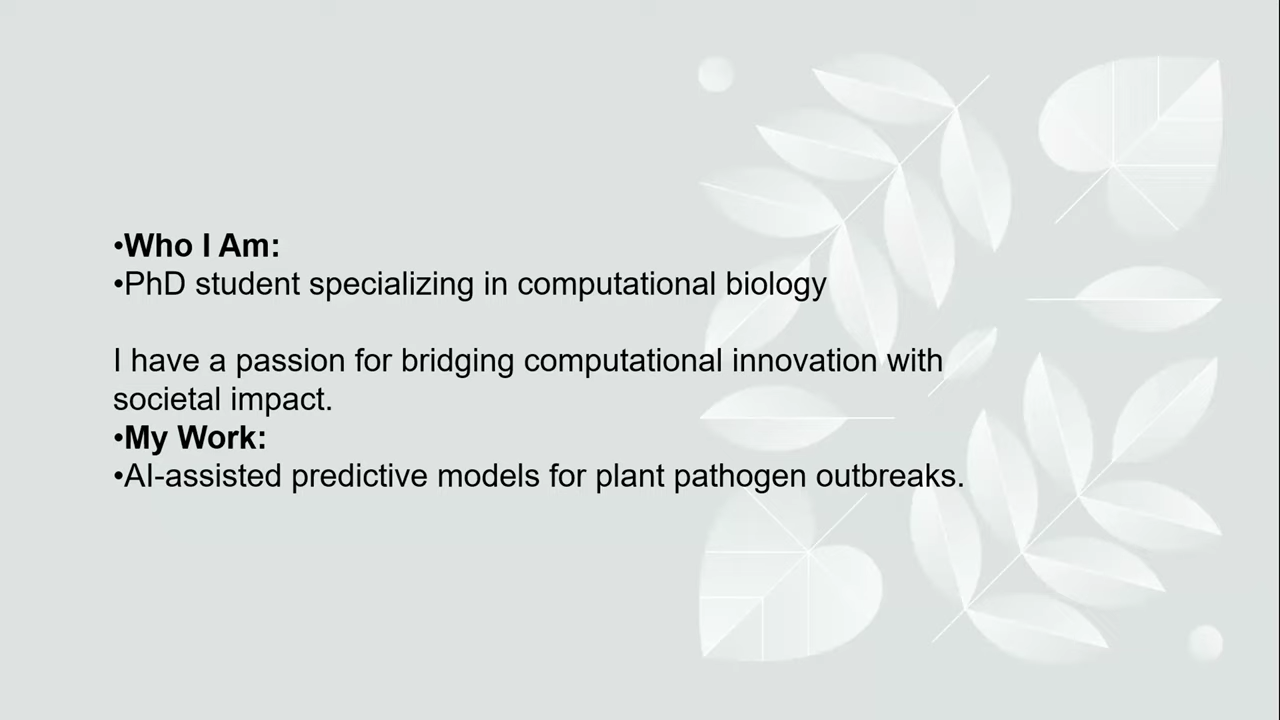 •Who I Am:
•PhD student specializing in computational biology
I have a passion for bridging computational innovation with
societal impact.
•My Work:
•AI-assisted predictive models for plant pathogen outbreaks.